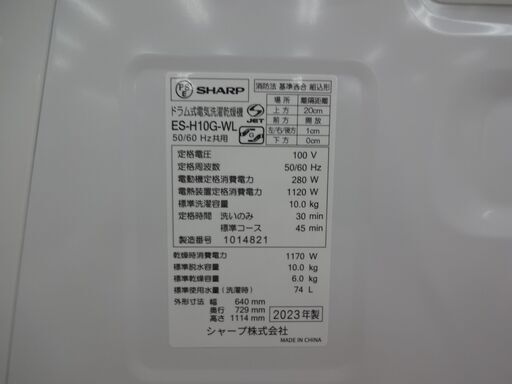 PS E SHARP
ドラム式電気洗濯乾燥機
ES-H10G-WL
50/60 Hz共用
JET
消防法 基準適合 組込形
場所 離隔距離
上方 20cm
前方 開放
左/右/後方 1cm
下方 0cm
定格電圧 100 V
定格周波数 50/60 Hz
電動機定格消費電力 280 W
電熱装置定格消費電力 1120 W
標準洗濯容量 10.0 kg
定格時間 洗いのみ 30 min
標準コース 45 min
製造番号 1014821
乾燥時消費電力 1170 W
標準脱水容量 10.0 kg
標準乾燥容量 6.0 kg
標準使用水量(洗濯時) 74 L
外形寸法 幅 640 mm
奥行 729 mm
高さ 1114 mm
2023年製
シャープ株式会社
MADE IN CHINA